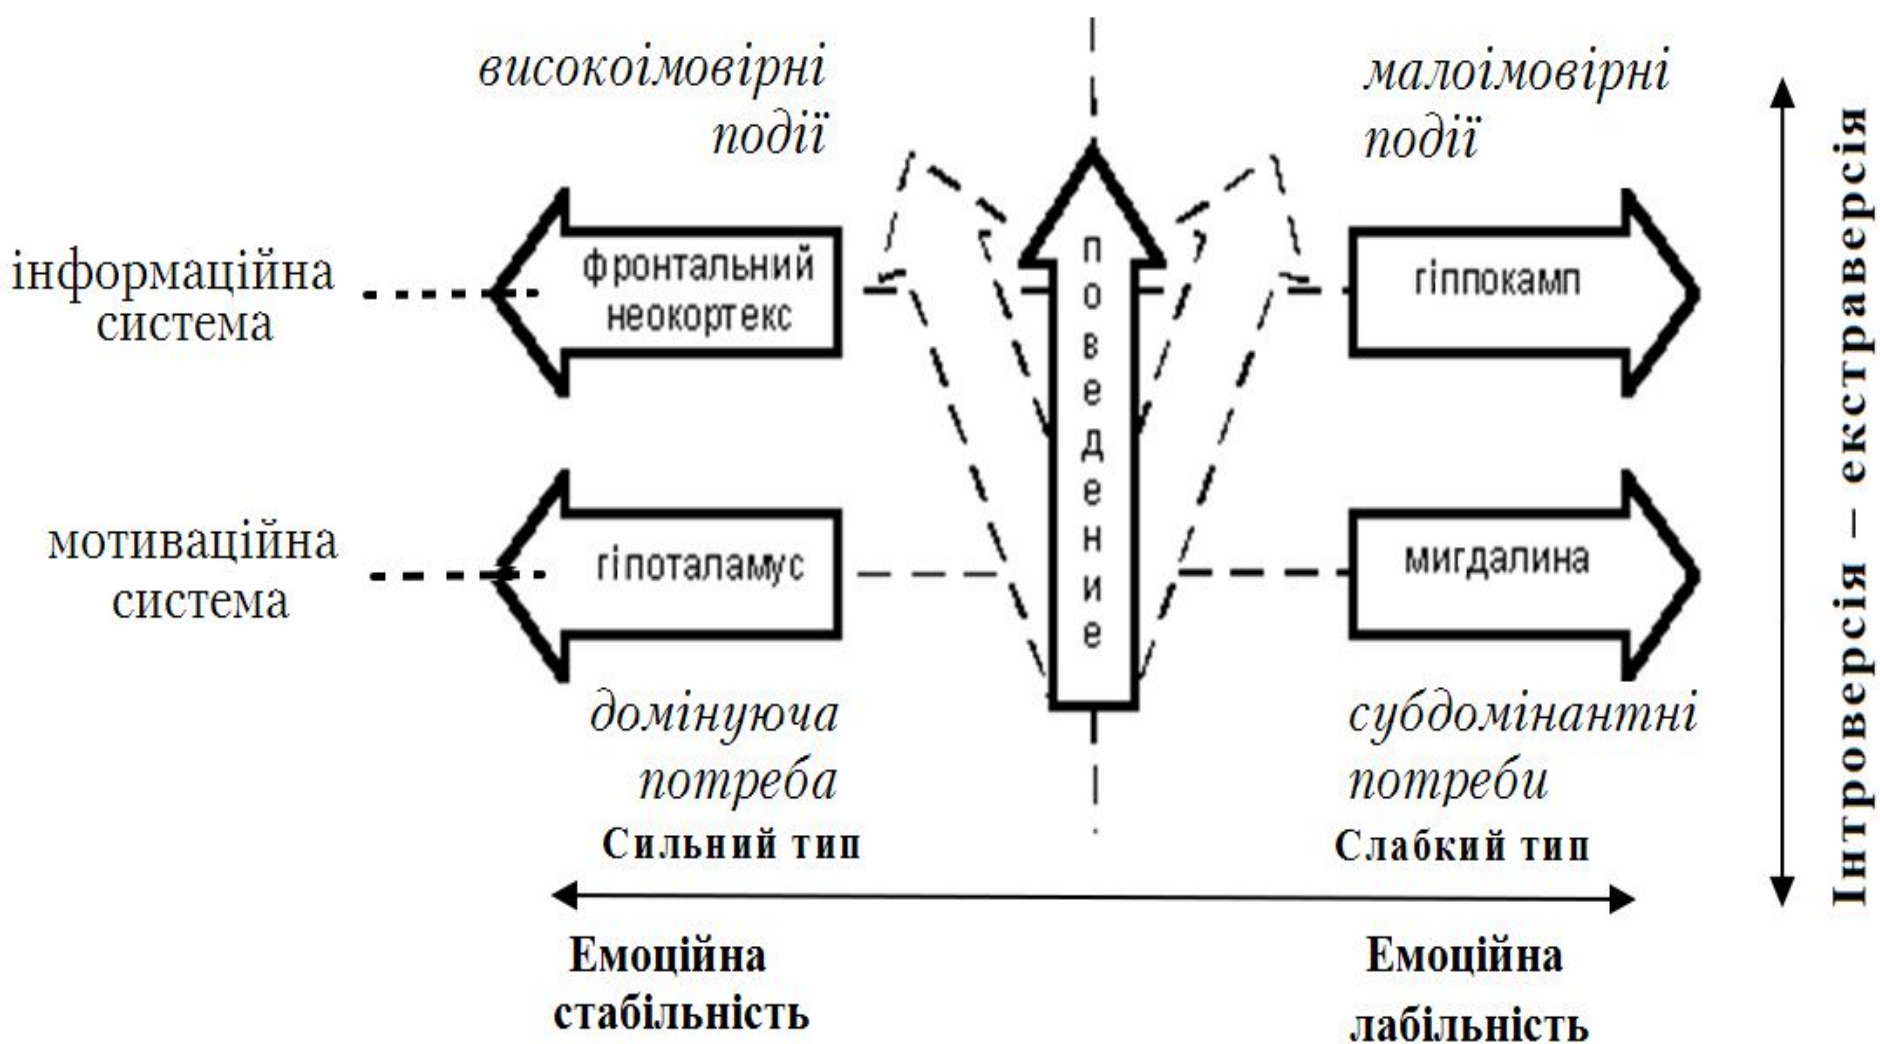 високоімовірні
події
малоімовірні
події
інформаційна
система
фронтальний
неокортекс
поведение
гіппокамп
мотиваційна
система
гіпоталамус
мигдалина
домінуюча
потреба
субдомінантні
потреби
Сильний тип
Слабкий тип
Емоційна
стабільність
Емоційна
лабільність
Інтроверсія – екстраверсія